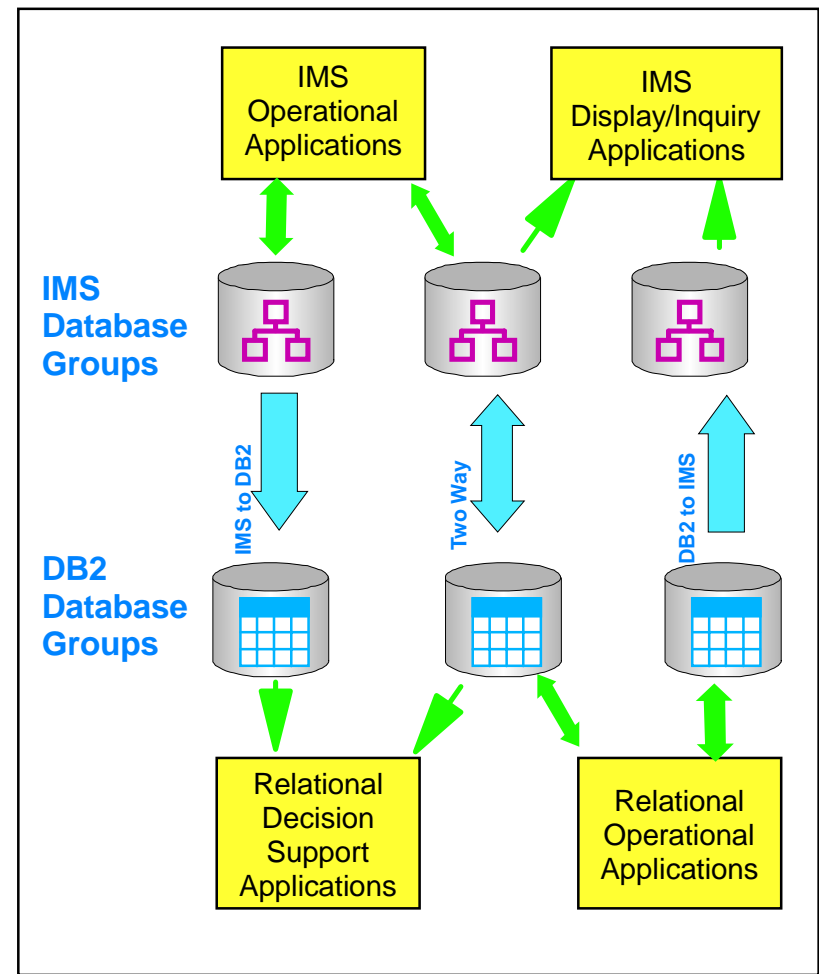 IMS
Operational
Applications
IMS
Display/Inquiry
Applications
IMS
Database
Groups
IMS to DB2
Two Way
DB2 to IMS
DB2
Database
Groups
Relational
Decision
Support
Applications
Relational
Operational
Applications